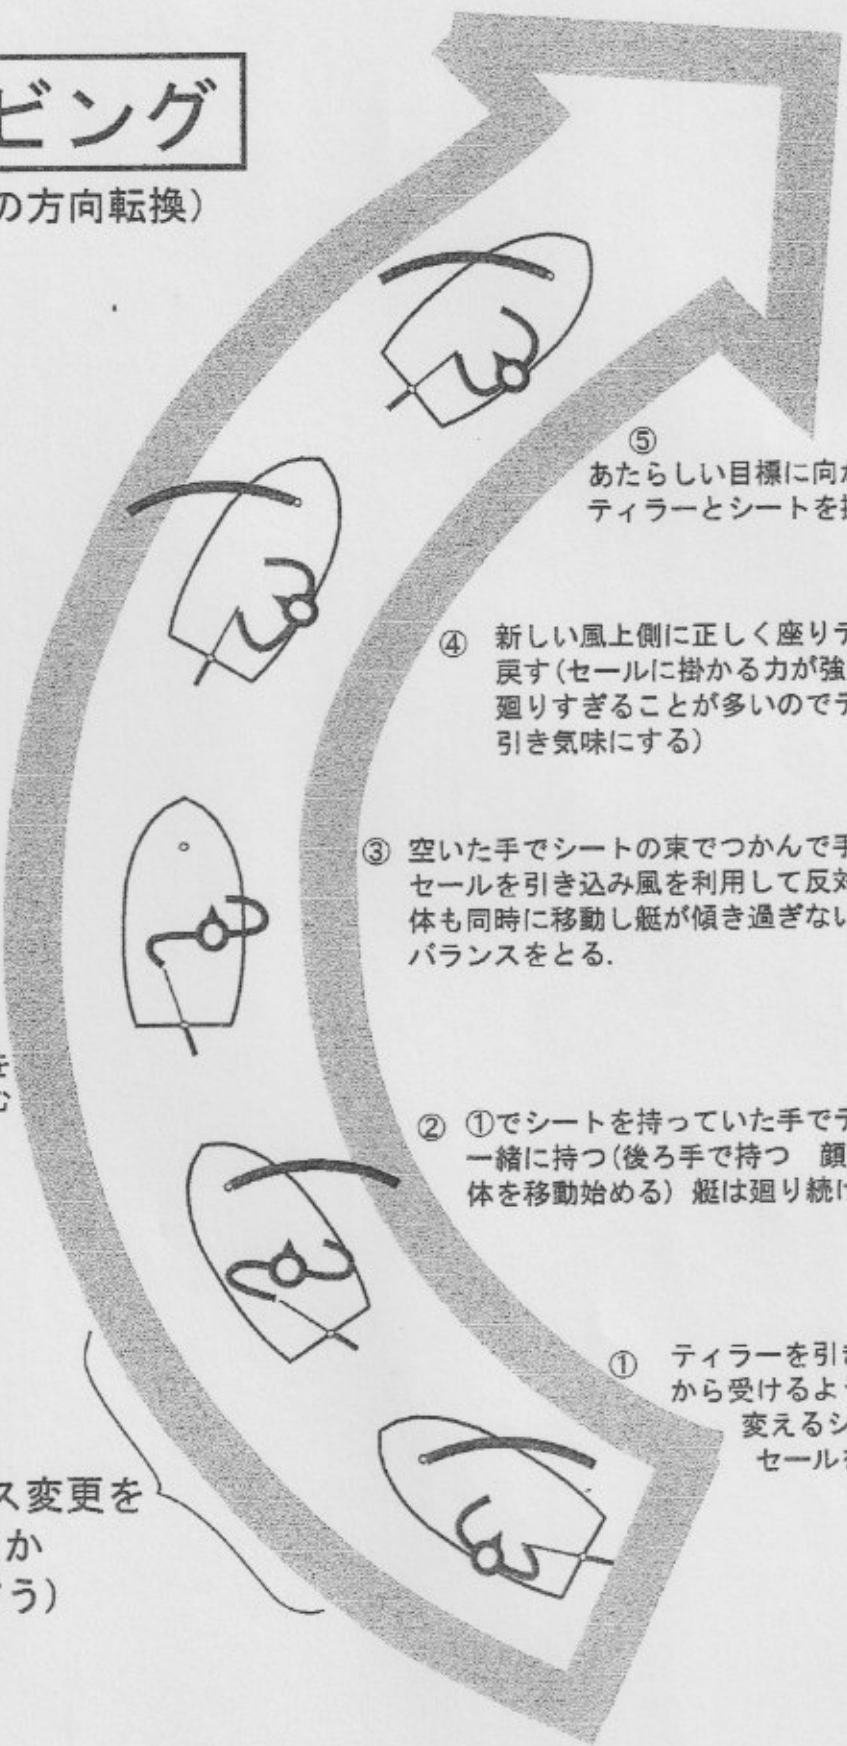 ビング
の方向転換）
⑤
あたらしい目標に向か
ティラーとシートを
④ 新しい風上側に正しく座りテ
戻す（セールに掛かる力が強
廻りすぎることが多いのでテ
引き気味にする）
③ 空いた手でシートの束でつかんで手
セールを引き込み風を利用して反対
体も同時に移動し艇が傾き過ぎない
バランスをとる.
を
む
② ①でシートを持っていた手でテ
一緒に持つ（後ろ手で持つ　顔
体を移動始める）艇は廻り続け
① ティラーを引き
から受けるよう
変えるシ
セールを
ス変更を
か
う）